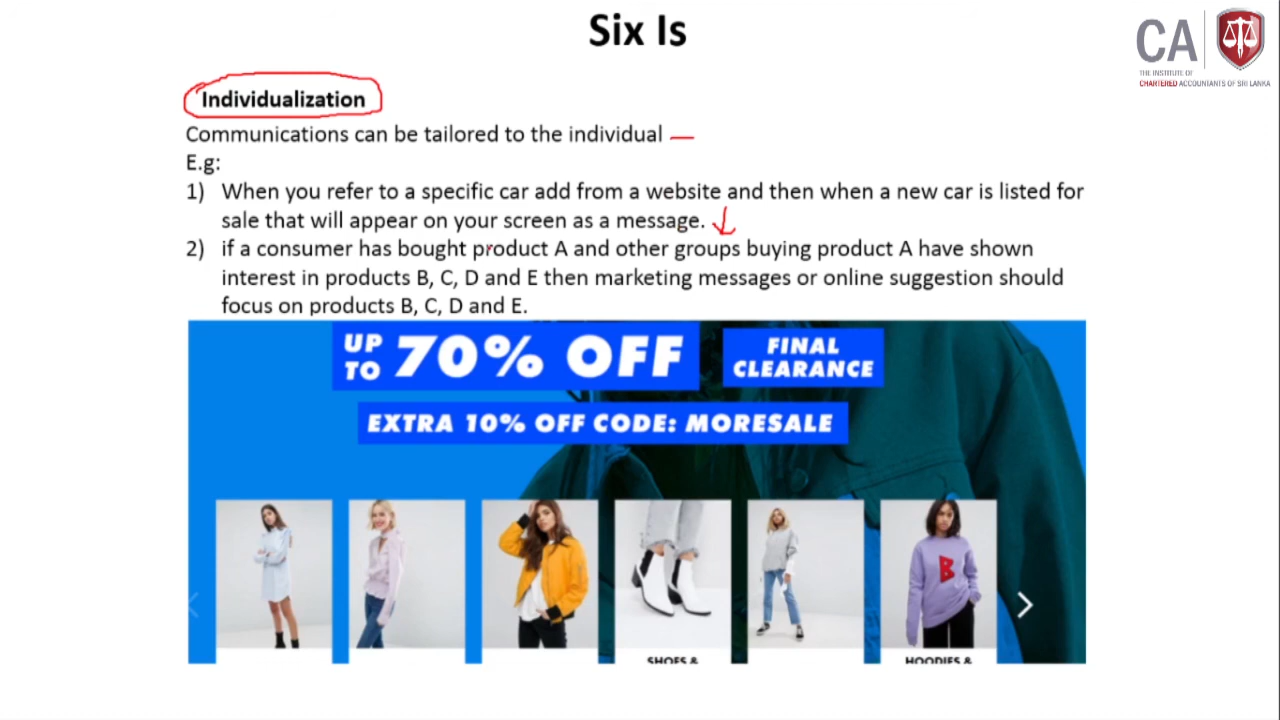 Six Is
CA
THE INSTITUTE OF
CHARTERED ACCOUNTANTS OF SRI LANKA
Individualization
Communications can be tailored to the individual
E.g:
1) When you refer to a specific car add from a website and then when a new car is listed for
sale that will appear on your screen as a message.
2) if a consumer has bought product A and other groups buying product A have shown
interest in products B, C, D and E then marketing messages or online suggestion should
focus on products B, C, D and E.
UP TO 70% OFF
FINAL CLEARANCE
EXTRA 10% OFF CODE: MORESALE
B
SHOES &
HOODIES &